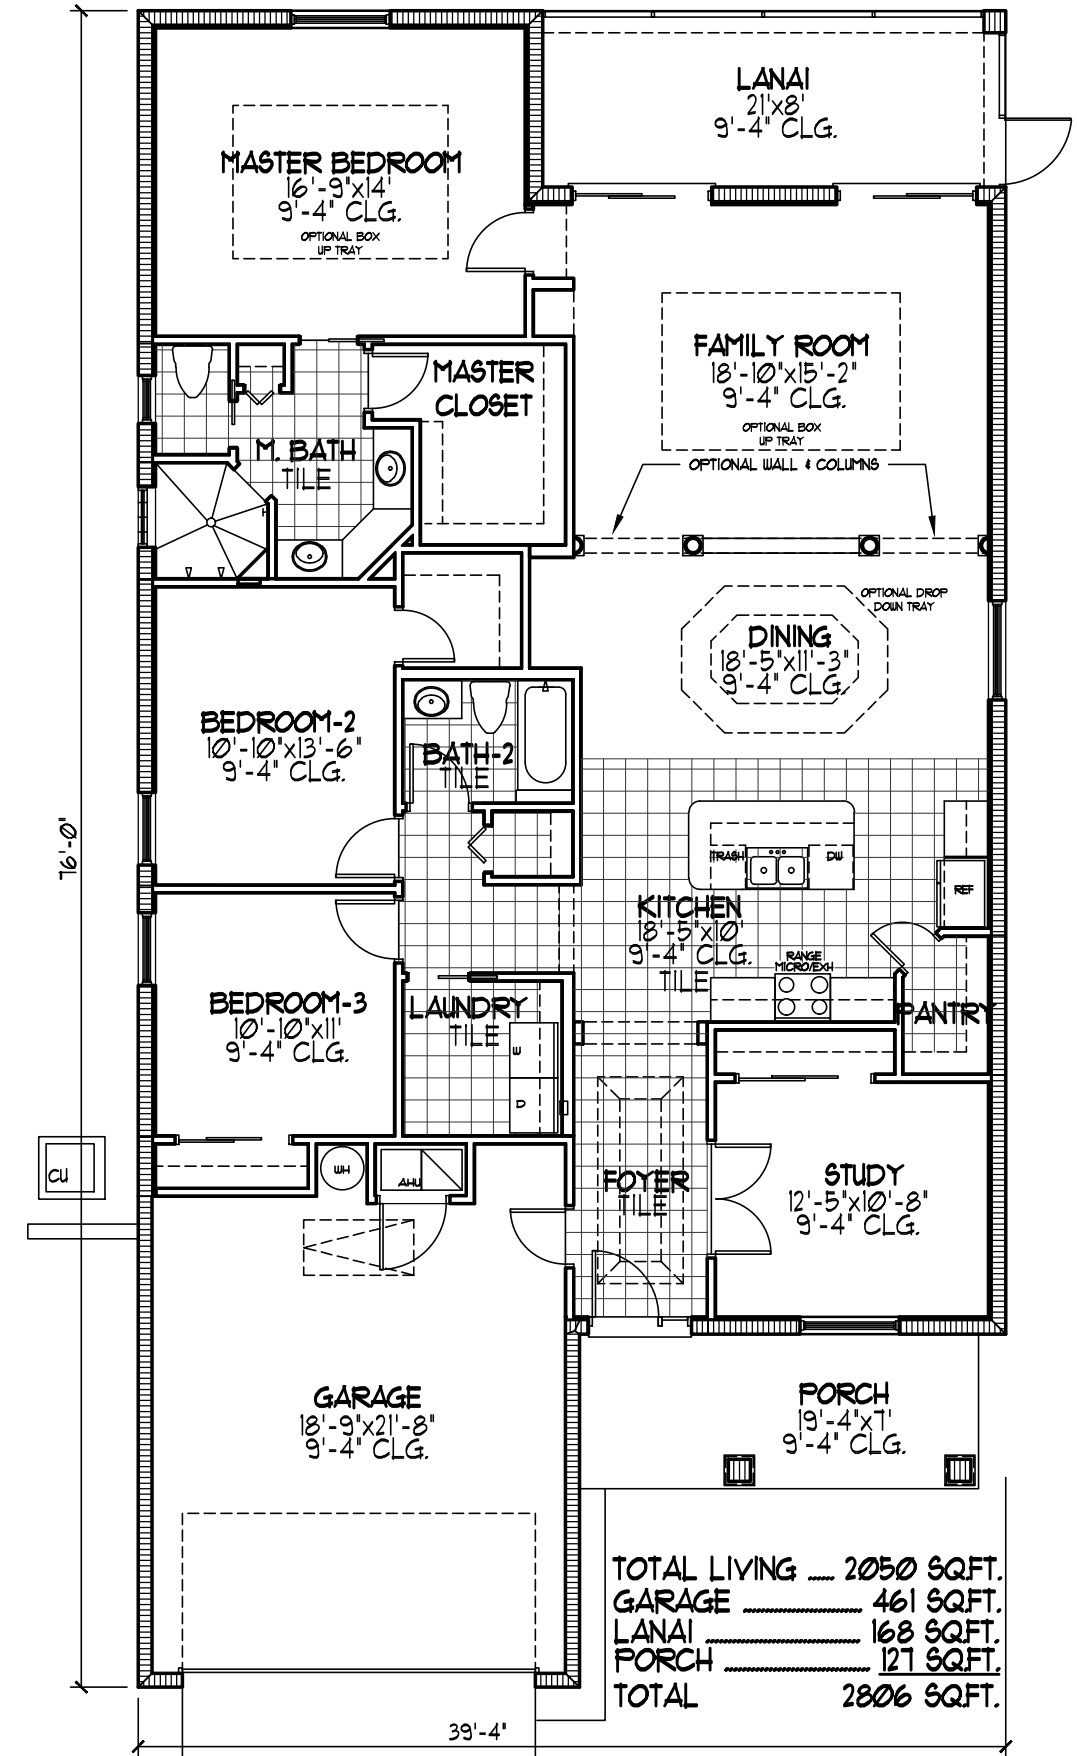 LANAI
21'x8'
9'-4" CLG.
MASTER BEDROOM
16'-9"x14'
9'-4" CLG.
OPTIONAL BOX
UP TRAY
FAMILY ROOM
18'-10"x15'-2"
9'-4" CLG.
OPTIONAL BOX
UP TRAY
OPTIONAL WALL & COLUMNS
MASTER
CLOSET
M. BATH
TILE
OPTIONAL DROP
DOWN TRAY
DINING
18'-5"x11'-3"
9'-4" CLG.
BEDROOM-2
10'-10"x13'-6"
9'-4" CLG.
BATH-2
TILE
76'-0"
TRASH
DW
REF
KITCHEN
18'-5"x10'
9'-4" CLG.
TILE
RANGE
MICRO/EXH
PANTRY
BEDROOM-3
10'-10"x11'
9'-4" CLG.
LAUNDRY
TILE
W
D
CU
WH
AHU
FOYER
TILE
STUDY
12'-5"x10'-8"
9'-4" CLG.
GARAGE
18'-9"x21'-8"
9'-4" CLG.
PORCH
19'-4"x7'
9'-4" CLG.
TOTAL LIVING ..... 2050 SQ.FT.
GARAGE ........................ 461 SQ.FT.
LANAI ............................... 168 SQ.FT.
PORCH ............................. 127 SQ.FT.
TOTAL 2806 SQ.FT.
39'-4"